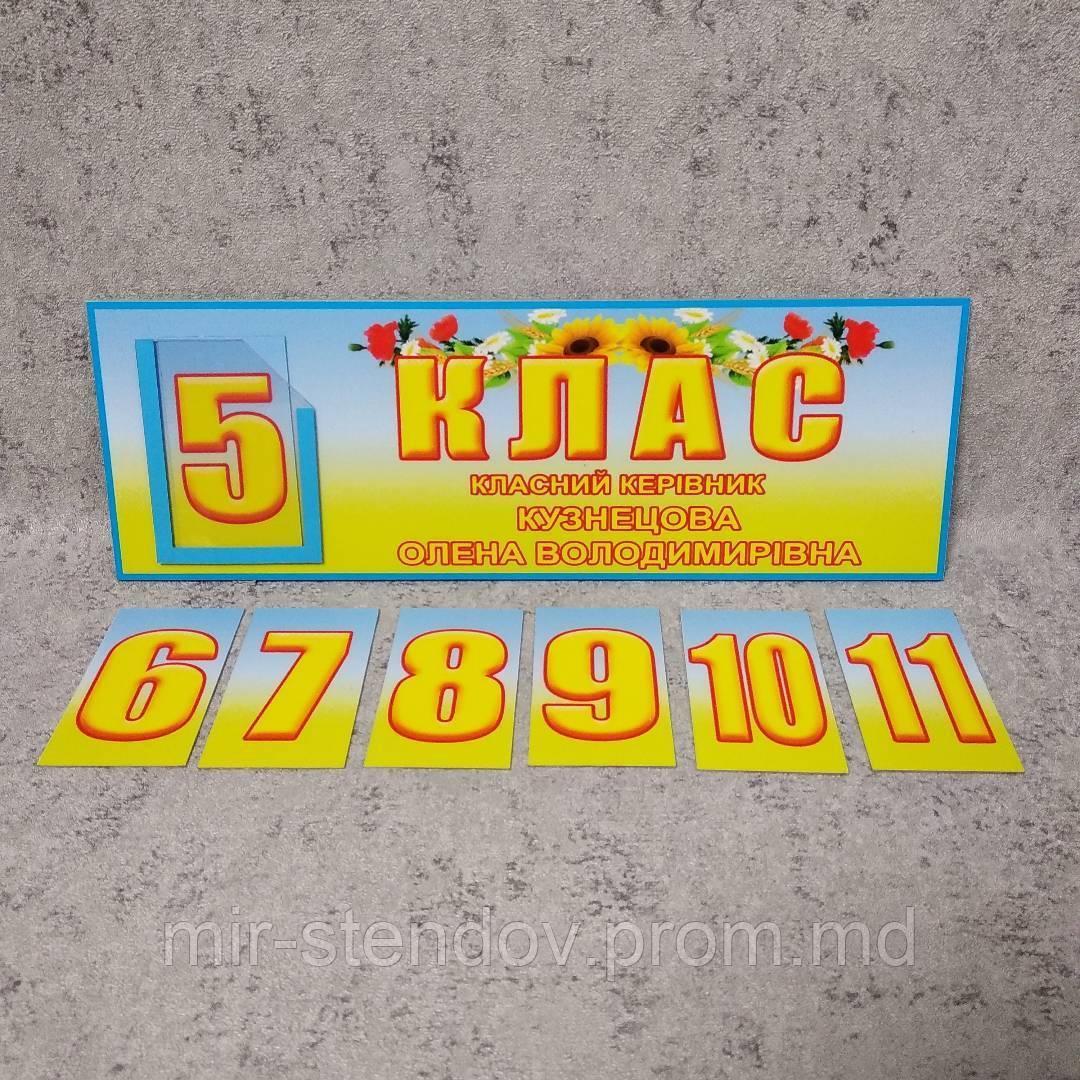 5 КЛАС
КЛАСНИЙ КЕРІВНИК
КУЗНЕЦОВА
ОЛЕНА ВОЛОДИМИРІВНА
6 7 8 9 10 11
mir-stendov.prom.md